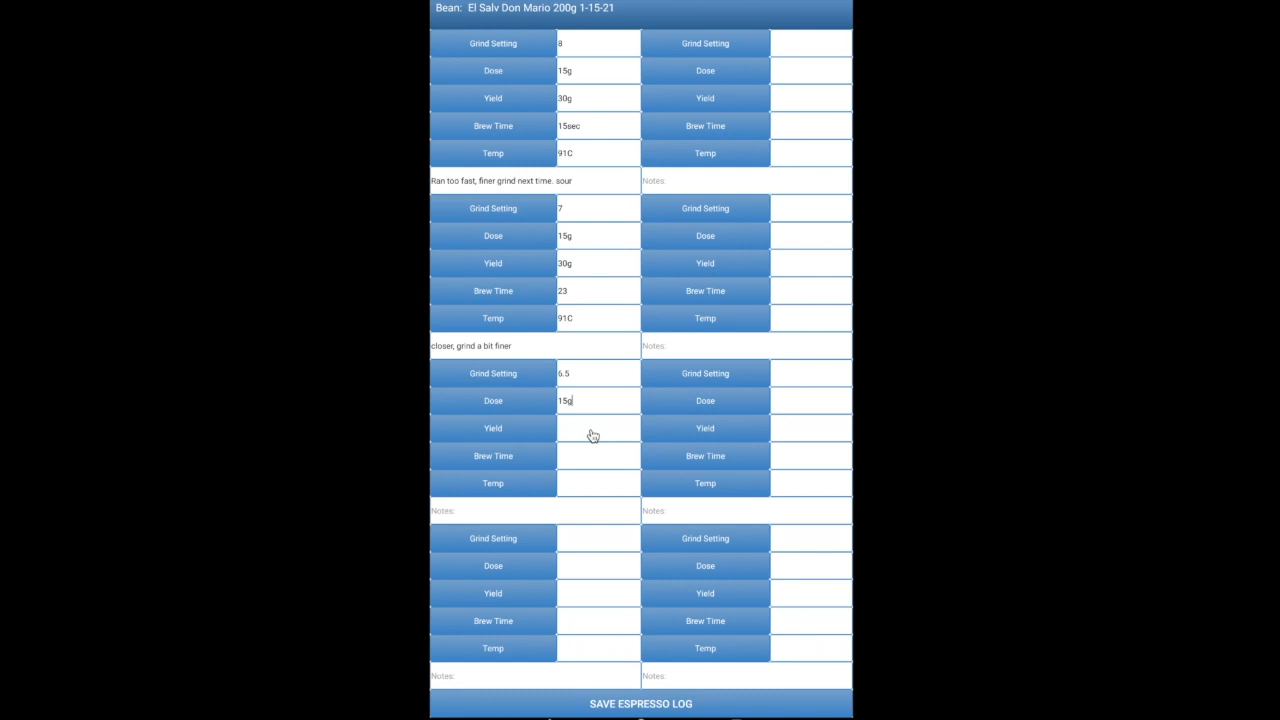 Bean:  El Salv Don Mario 200g 1-15-21
Grind Setting 8 Grind Setting
Dose 15g Dose
Yield 30g Yield
Brew Time 15sec Brew Time
Temp 91C Temp
Ran too fast, finer grind next time. sour Notes:
Grind Setting 7 Grind Setting
Dose 15g Dose
Yield 30g Yield
Brew Time 23 Brew Time
Temp 91C Temp
closer, grind a bit finer Notes:
Grind Setting 6.5 Grind Setting
Dose 15g Dose
Yield Yield
Brew Time Brew Time
Temp Temp
Notes: Notes:
Grind Setting Grind Setting
Dose Dose
Yield Yield
Brew Time Brew Time
Temp Temp
Notes: Notes:
SAVE ESPRESSO LOG